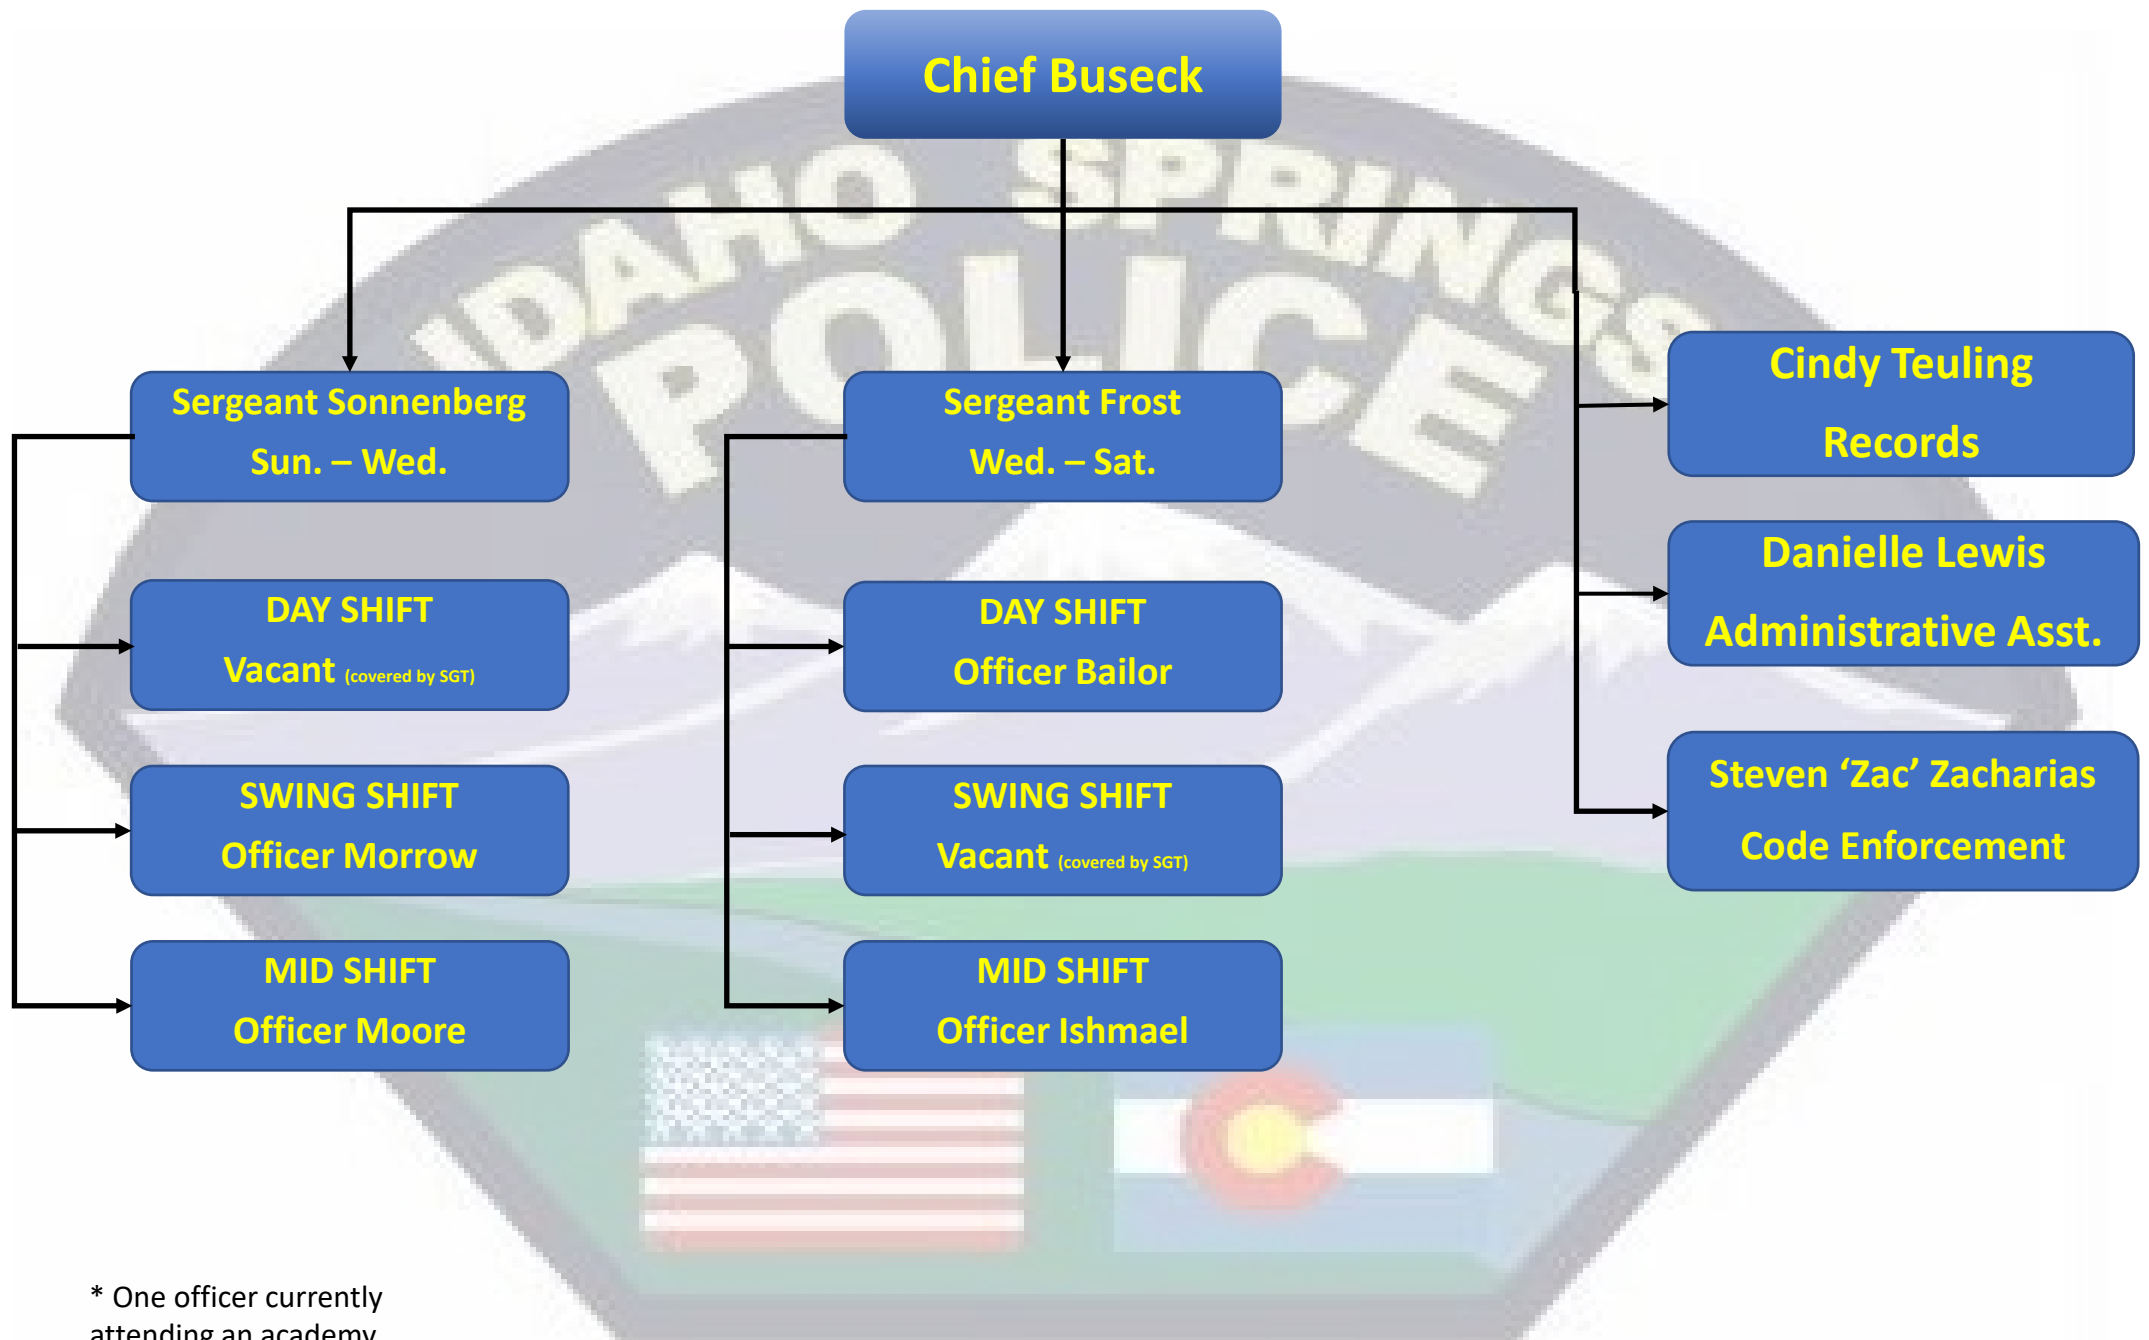 Chief Buseck
IDAHO SPRINGS
POLICE
Sergeant Sonnenberg
Sun. – Wed.
DAY SHIFT
Vacant (covered by SGT)
SWING SHIFT
Officer Morrow
MID SHIFT
Officer Moore
Sergeant Frost
Wed. – Sat.
DAY SHIFT
Officer Bailor
SWING SHIFT
Vacant (covered by SGT)
MID SHIFT
Officer Ishmael
Cindy Teuling
Records
Danielle Lewis
Administrative Asst.
Steven ‘Zac’ Zacharias
Code Enforcement
* One officer currently
attending an academy